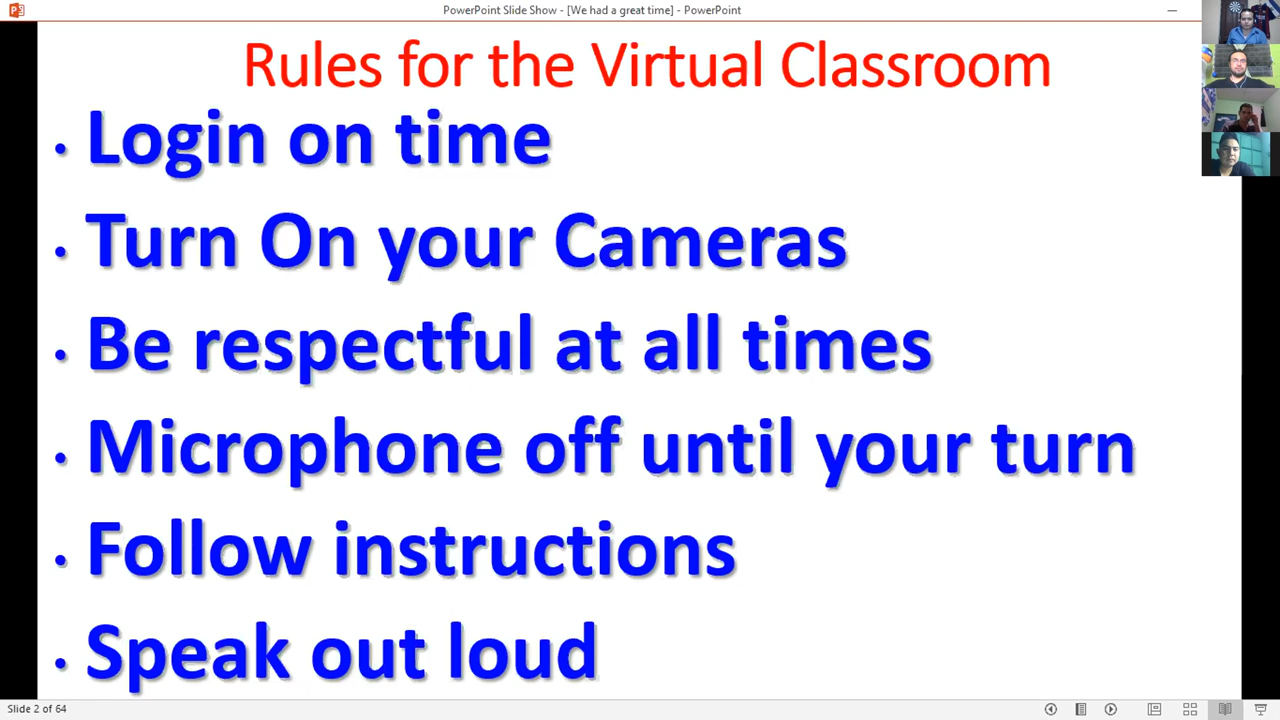 PowerPoint Slide Show - [We had a great time] - PowerPoint
Rules for the Virtual Classroom
• Login on time
• Turn On your Cameras
• Be respectful at all times
• Microphone off until your turn
• Follow instructions
• Speak out loud
Slide 2 of 64